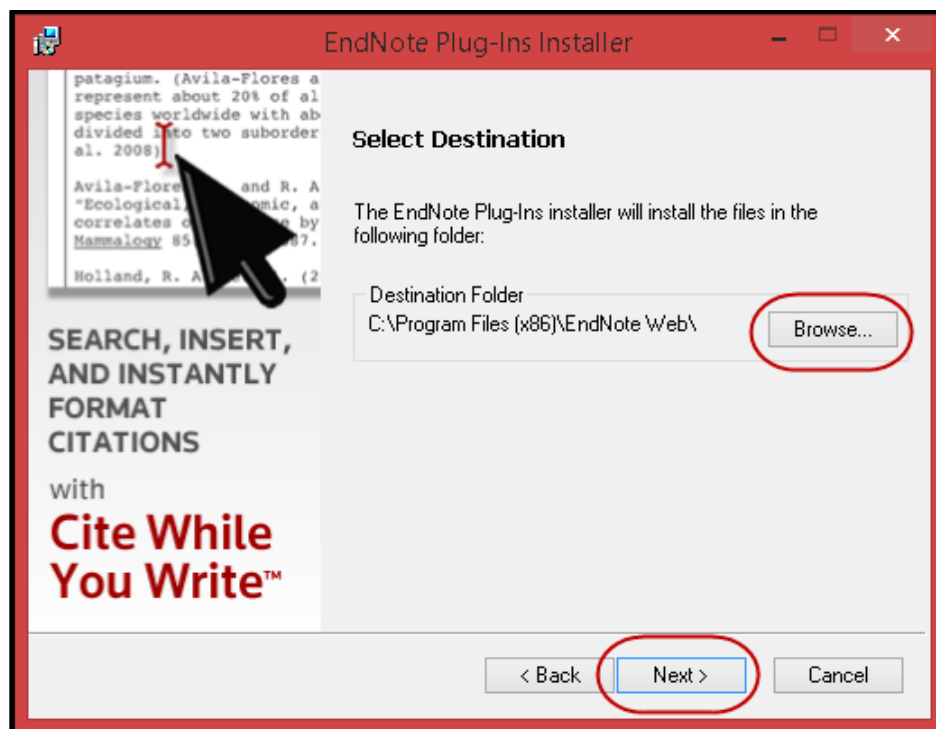 EndNote Plug-Ins Installer
patagium. (Avila-Flores a
represent about 20% of al
species worldwide with ab
divided into two suborder
al. 2008)
Avila-Flore and R. A
"Ecological, omic, a
correlates by
Mammalogy 85 87.
Holland, R. A (2
SEARCH, INSERT,
AND INSTANTLY
FORMAT
CITATIONS
with
Cite While
You Write™
Select Destination
The EndNote Plug-Ins installer will install the files in the
following folder:
Destination Folder
C:\Program Files (x86)\EndNote Web\
Browse...
< Back
Next >
Cancel